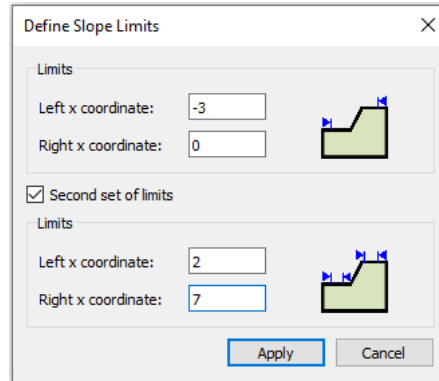 Define Slope Limits
Limits
Left x coordinate: -3
Right x coordinate: 0
Second set of limits
Limits
Left x coordinate: 2
Right x coordinate: 7
Apply Cancel